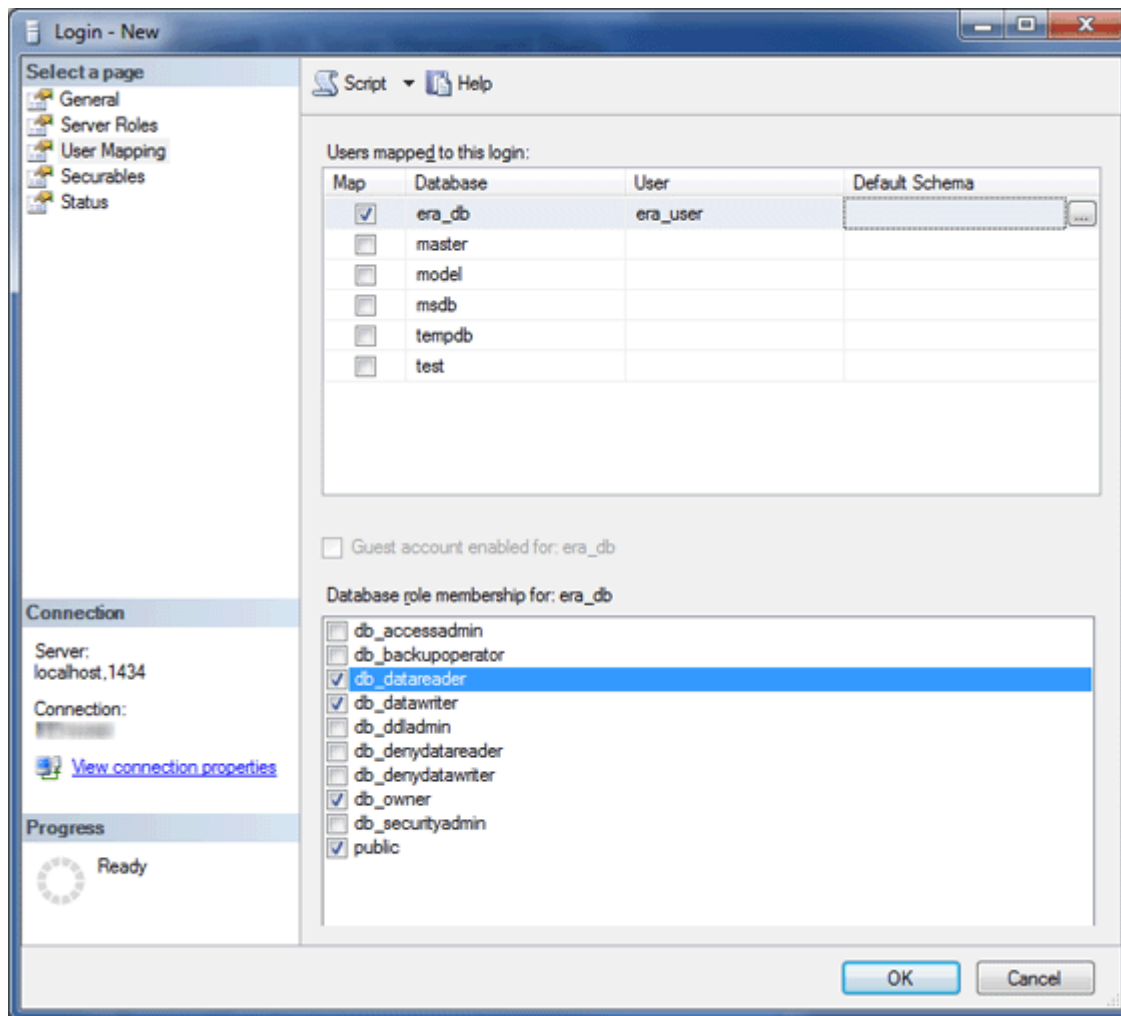 Login - New
Select a page
General
Server Roles
User Mapping
Securables
Status
Script
Help
Users mapped to this login:
Map Database User Default Schema
era_db era_user ...
master
model
msdb
tempdb
test
Guest account enabled for: era_db
Database role membership for: era_db
db_accessadmin
db_backupoperator
db_datareader
db_datawriter
db_ddladmin
db_denydatareader
db_denydatawriter
db_owner
db_securityadmin
public
Connection
Server:
localhost,1434
Connection:
View connection properties
Progress
Ready
OK Cancel